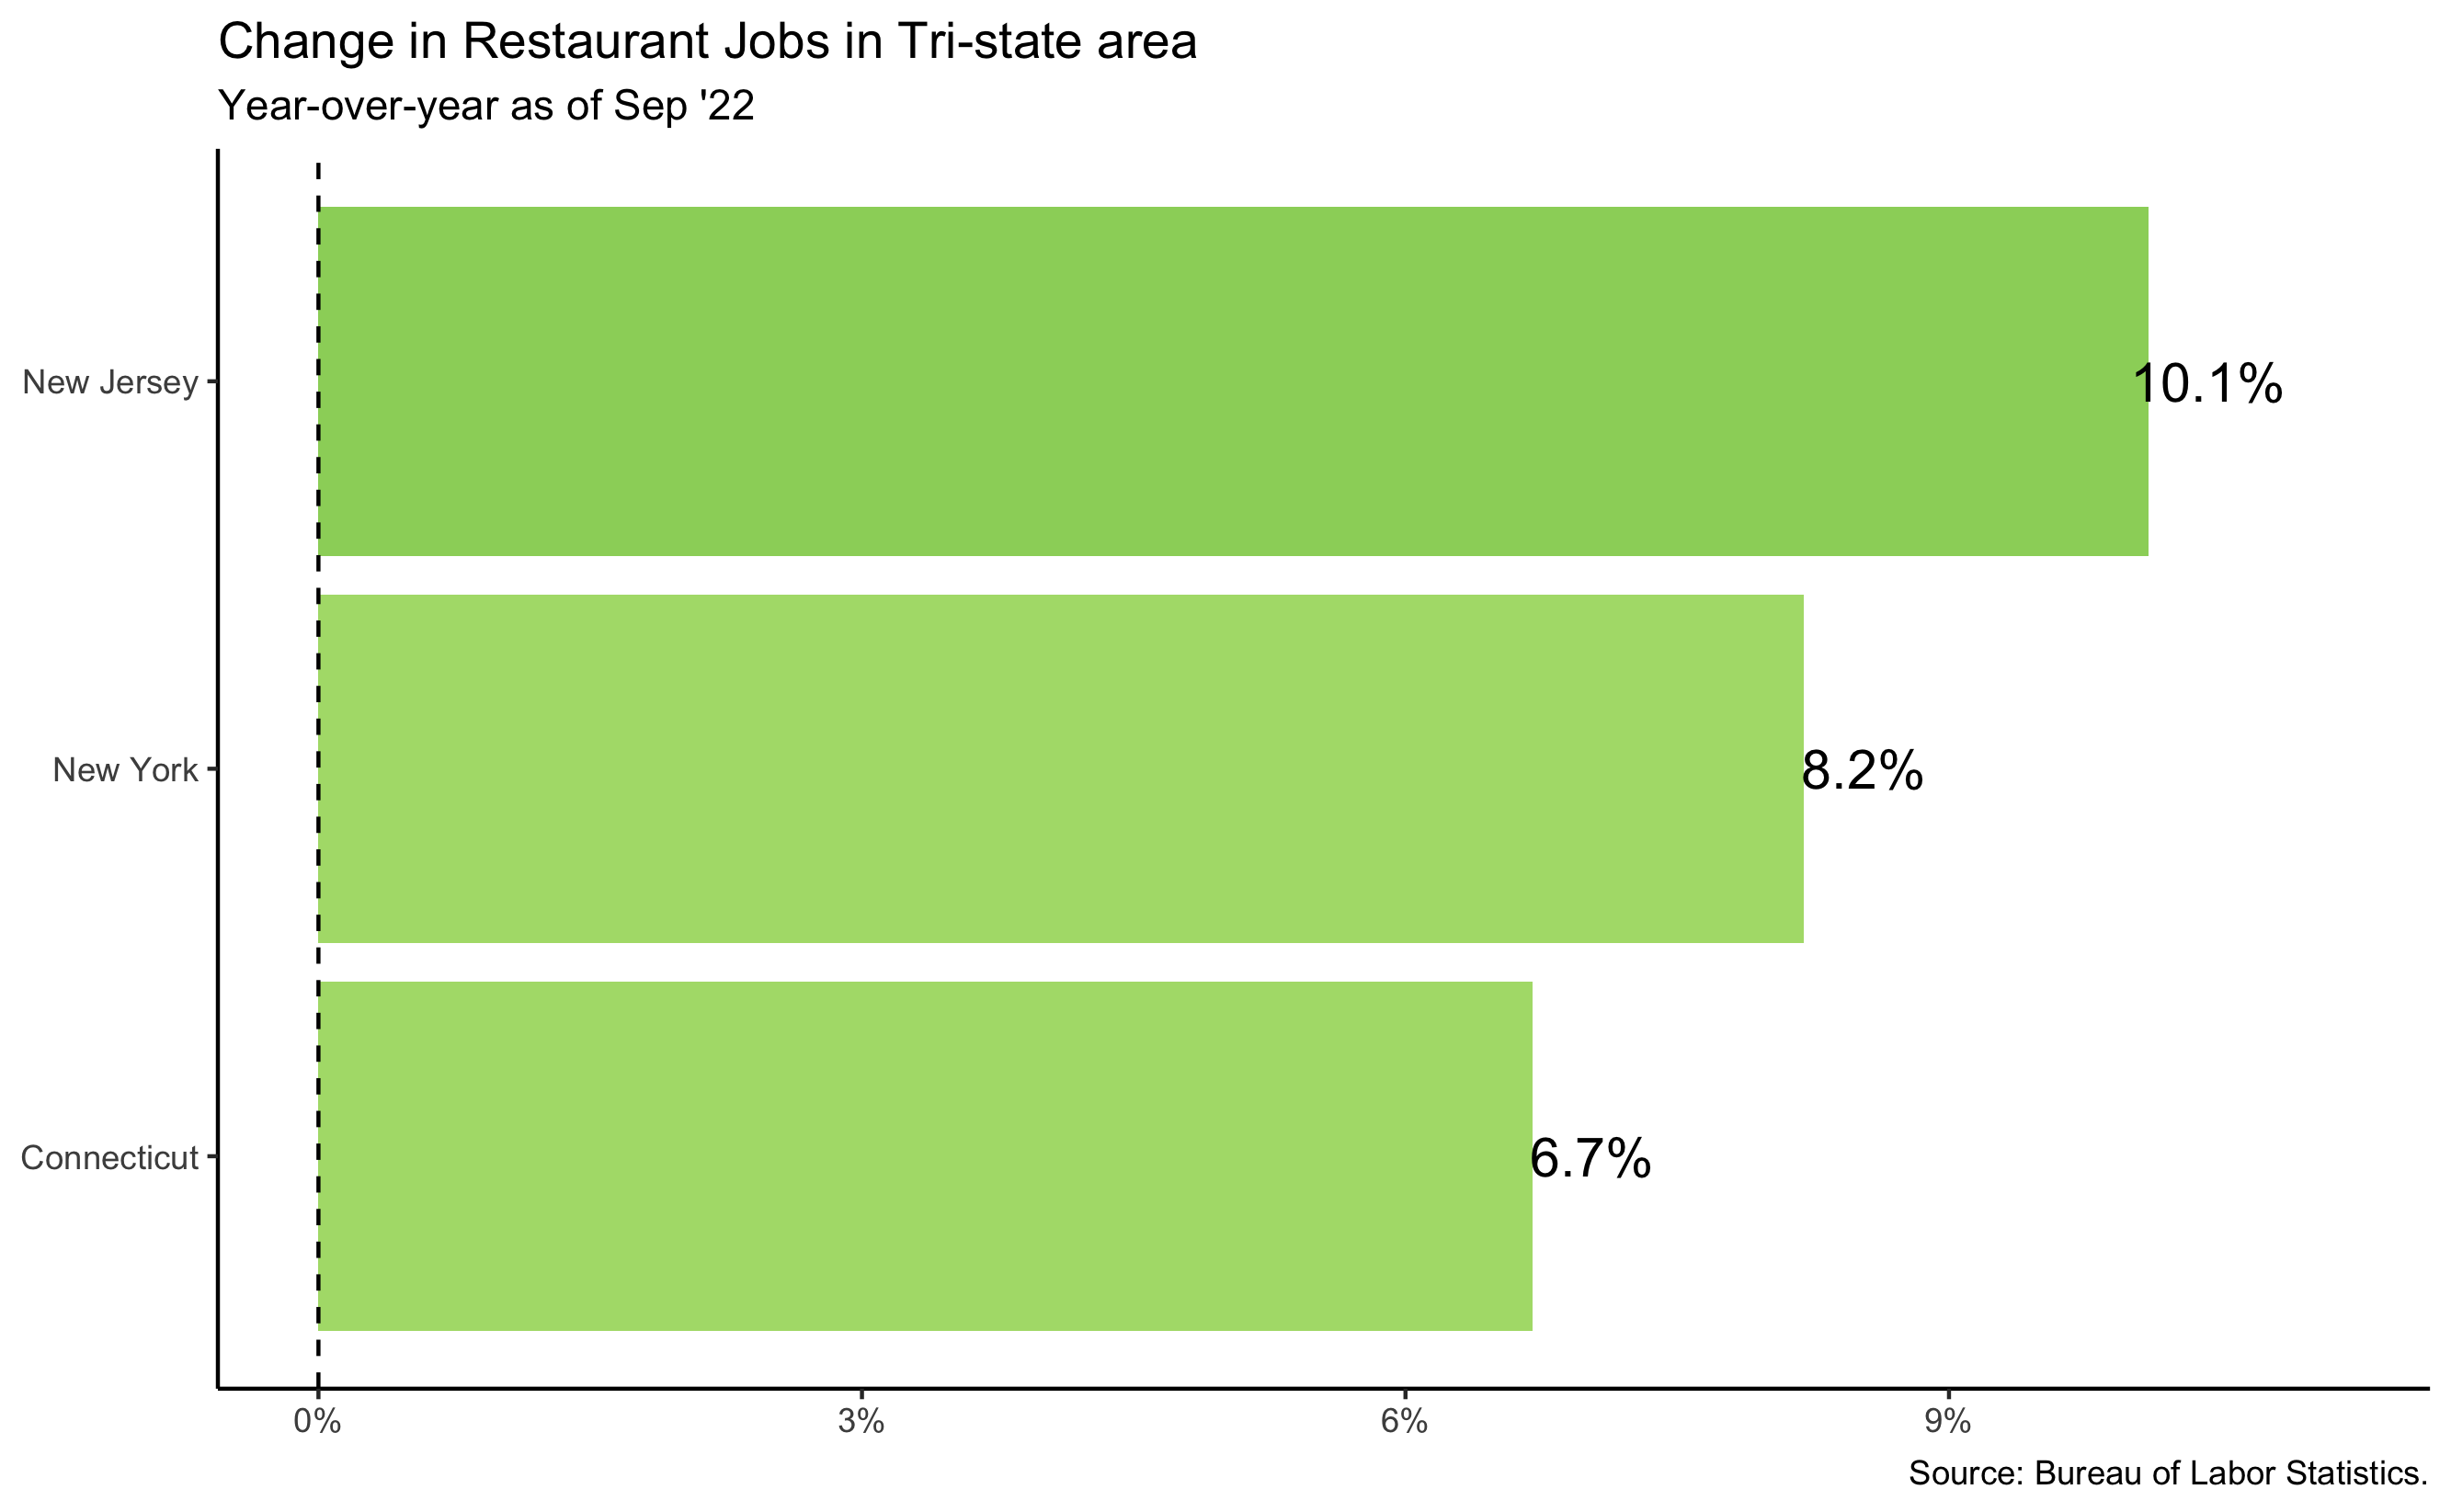 Change in Restaurant Jobs in Tri-state area
Year-over-year as of Sep '22
New Jersey
10.1%
New York
8.2%
Connecticut
6.7%
0%
3%
6%
9%
Source: Bureau of Labor Statistics.